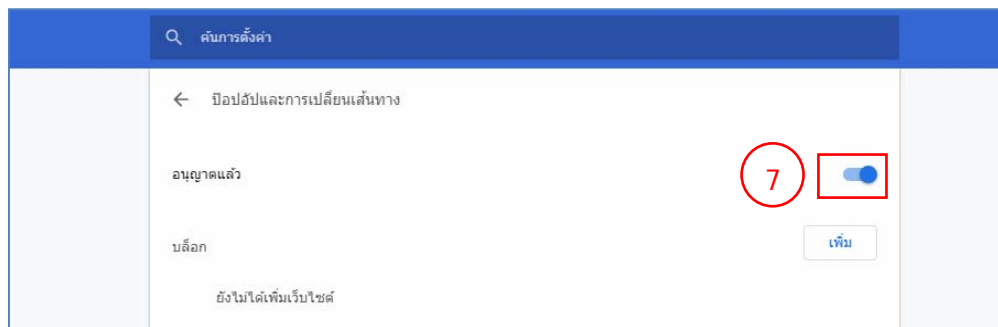 ค้นการตั้งค่า
ป๊อปอัปและการเปลี่ยนเส้นทาง
อนุญาตแล้ว
7
บล็อก
เพิ่ม
ยังไม่ได้เพิ่มเว็บไซต์